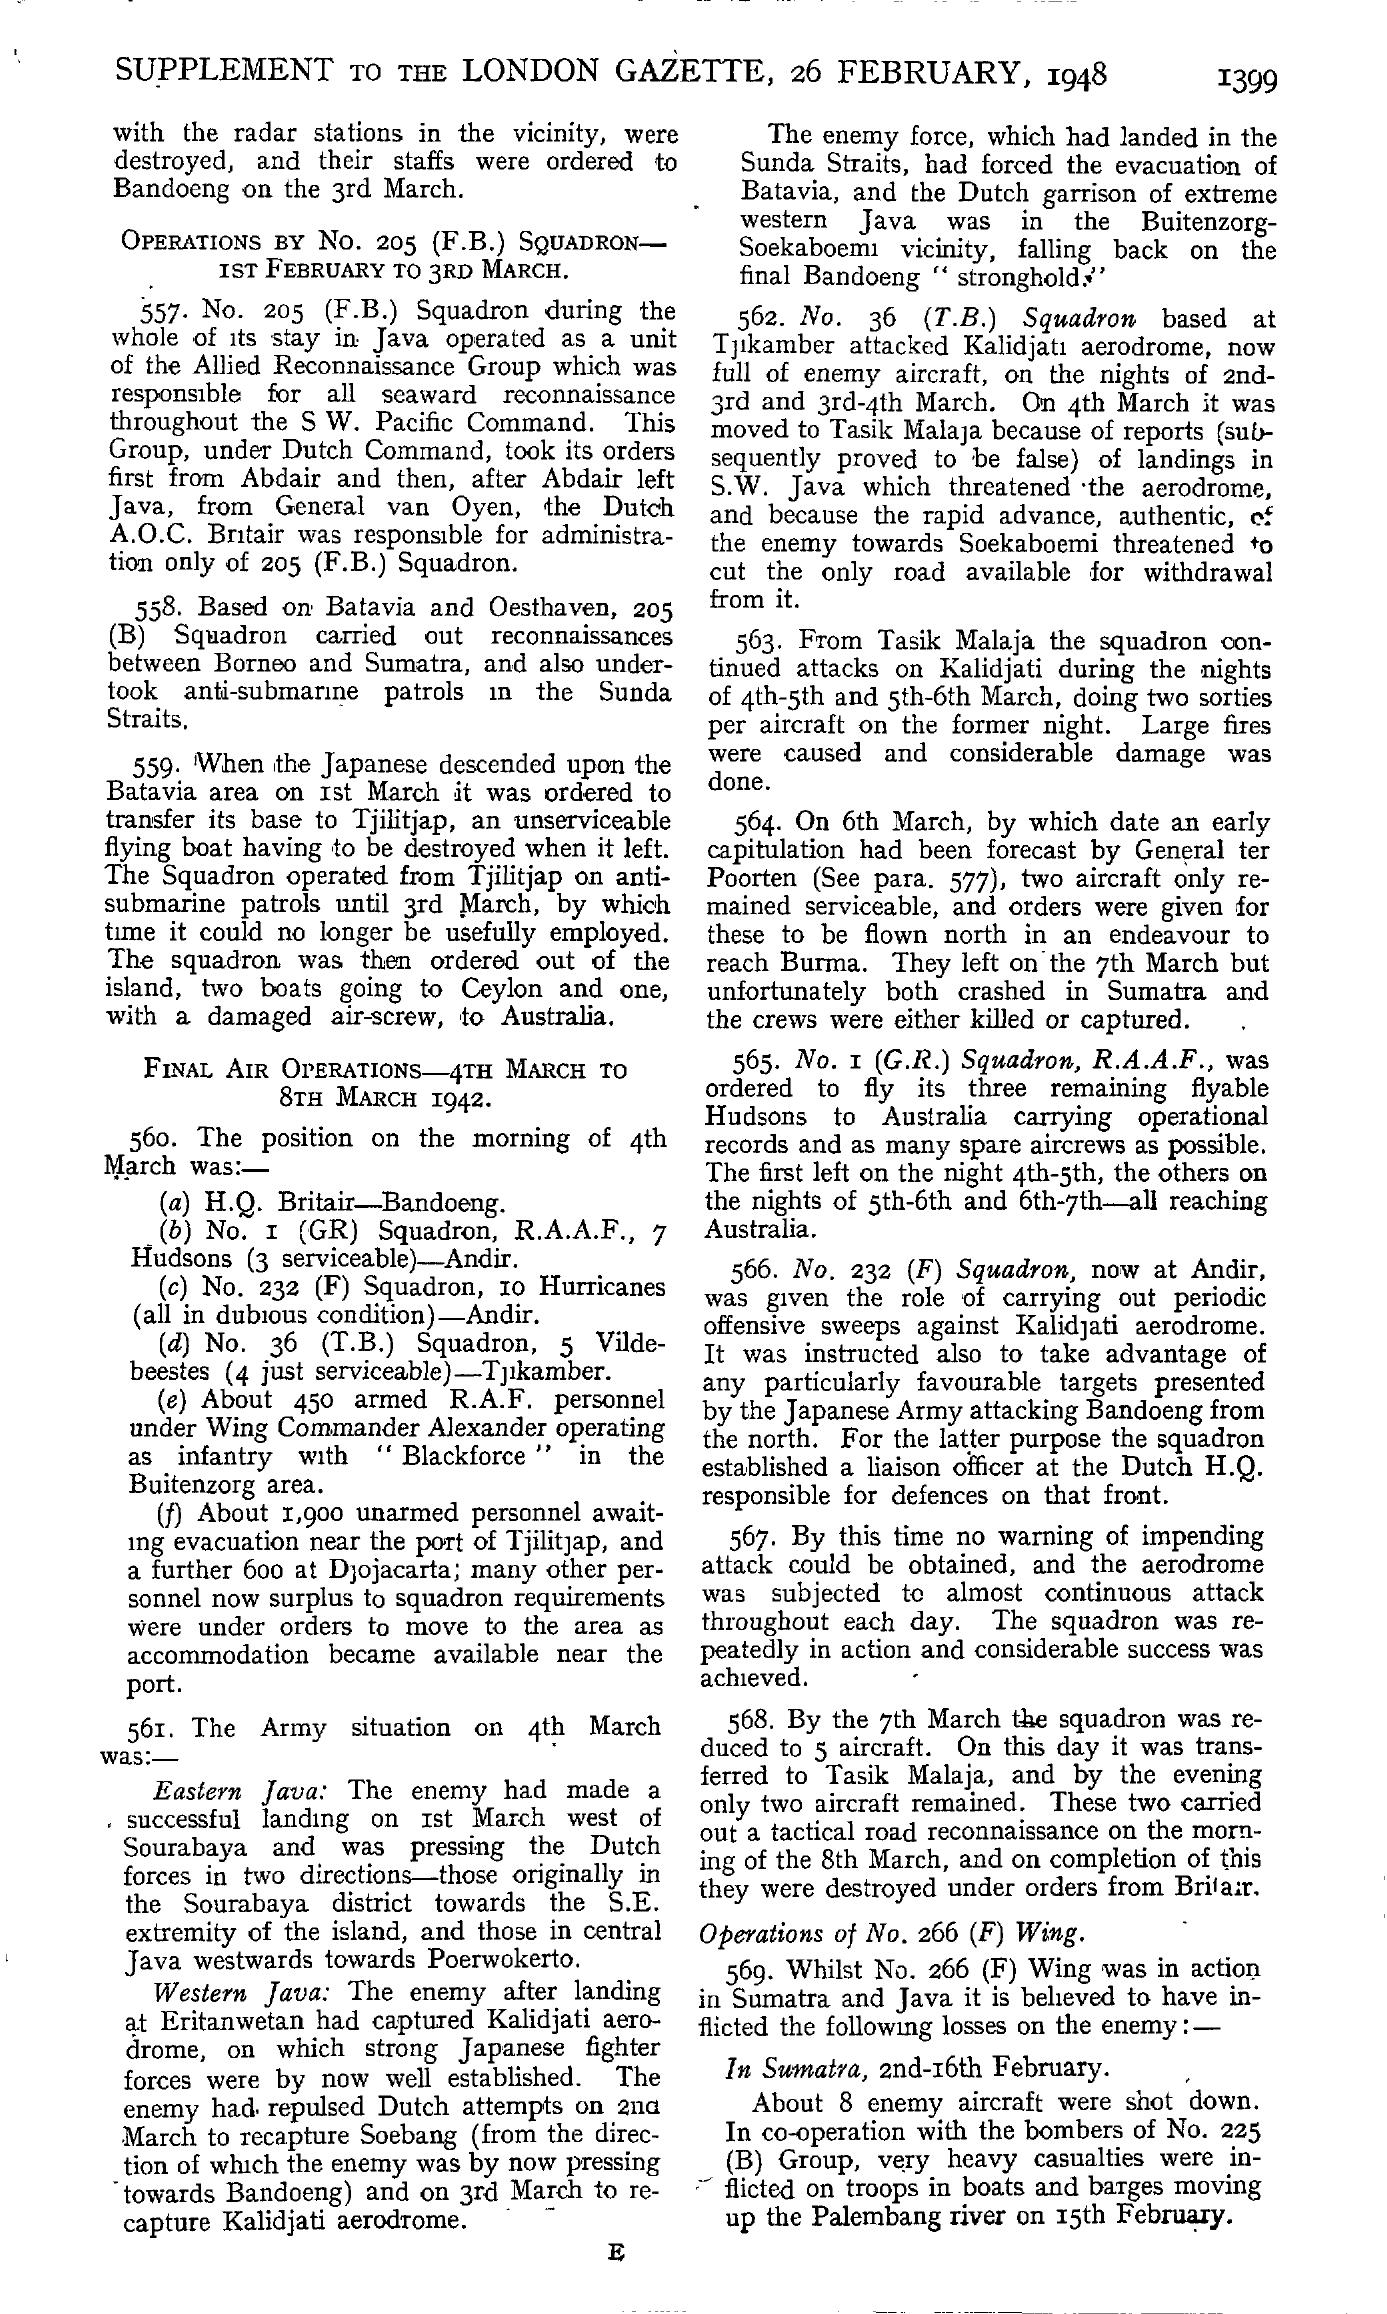 SUPPLEMENT TO THE LONDON GAZETTE, 26 FEBRUARY, 1948 1399
with the radar stations in the vicinity, were
destroyed, and their staffs were ordered to
Bandoeng on the 3rd March.
OPERATIONS BY NO. 205 (F.B.) SQUADRON—
1ST FEBRUARY TO 3RD MARCH.
557. No. 205 (F.B.) Squadron during the
whole of its stay in Java operated as a unit
of the Allied Reconnaissance Group which was
responsible for all seaward reconnaissance
throughout the S W. Pacific Command. This
Group, under Dutch Command, took its orders
first from Abdair and then, after Abdair left
Java, from General van Oyen, the Dutch
A.O.C. Britair was responsible for administra-
tion only of 205 (F.B.) Squadron.
558. Based on Batavia and Oesthaven, 205
(B) Squadron carried out reconnaissances
between Borneo and Sumatra, and also under-
took anti-submarine patrols in the Sunda
Straits.
559. When the Japanese descended upon the
Batavia area on 1st March it was ordered to
transfer its base to Tjilitjap, an unserviceable
flying boat having to be destroyed when it left.
The Squadron operated from Tjilitjap on anti-
submarine patrols until 3rd March, by which
time it could no longer be usefully employed.
The squadron was then ordered out of the
island, two boats going to Ceylon and one,
with a damaged air-screw, to Australia.
FINAL AIR OPERATIONS—4TH MARCH TO
8TH MARCH 1942.
560. The position on the morning of 4th
March was:—
(a) H.Q. Britair—Bandoeng.
(b) No. 1 (GR) Squadron, R.A.A.F., 7
Hudsons (3 serviceable)—Andir.
(c) No. 232 (F) Squadron, 10 Hurricanes
(all in dubious condition)—Andir.
(d) No. 36 (T.B.) Squadron, 5 Vilde-
beestes (4 just serviceable)—Tjikamber.
(e) About 450 armed R.A.F. personnel
under Wing Commander Alexander operating
as infantry with " Blackforce " in the
Buitenzorg area.
(f) About 1,900 unarmed personnel await-
ing evacuation near the port of Tjilitjap, and
a further 600 at Djojacarta; many other per-
sonnel now surplus to squadron requirements
were under orders to move to the area as
accommodation became available near the
port.
561. The Army situation on 4th March
was:—
Eastern Java: The enemy had made a
successful landing on 1st March west of
Sourabaya and was pressing the Dutch
forces in two directions—those originally in
the Sourabaya district towards the S.E.
extremity of the island, and those in central
Java westwards towards Poerwokerto.
Western Java: The enemy after landing
at Eritanwetan had captured Kalidjati aero-
drome, on which strong Japanese fighter
forces were by now well established. The
enemy had repulsed Dutch attempts on 2nd
March to recapture Soebang (from the direc-
tion of which the enemy was by now pressing
towards Bandoeng) and on 3rd March to re-
capture Kalidjati aerodrome.
The enemy force, which had landed in the
Sunda Straits, had forced the evacuation of
Batavia, and the Dutch garrison of extreme
western Java was in the Buitenzorg-
Soekaboemi vicinity, falling back on the
final Bandoeng " stronghold."
562. No. 36 (T.B.) Squadron based at
Tjikamber attacked Kalidjati aerodrome, now
full of enemy aircraft, on the nights of 2nd-
3rd and 3rd-4th March. On 4th March it was
moved to Tasik Malaja because of reports (sub-
sequently proved to be false) of landings in
S.W. Java which threatened the aerodrome,
and because the rapid advance, authentic, of
the enemy towards Soekaboemi threatened to
cut the only road available for withdrawal
from it.
563. From Tasik Malaja the squadron con-
tinued attacks on Kalidjati during the nights
of 4th-5th and 5th-6th March, doing two sorties
per aircraft on the former night. Large fires
were caused and considerable damage was
done.
564. On 6th March, by which date an early
capitulation had been forecast by General ter
Poorten (See para. 577), two aircraft only re-
mained serviceable, and orders were given for
these to be flown north in an endeavour to
reach Burma. They left on the 7th March but
unfortunately both crashed in Sumatra and
the crews were either killed or captured.
565. No. 1 (G.R.) Squadron, R.A.A.F., was
ordered to fly its three remaining flyable
Hudsons to Australia carrying operational
records and as many spare aircrews as possible.
The first left on the night 4th-5th, the others on
the nights of 5th-6th and 6th-7th—all reaching
Australia.
566. No. 232 (F) Squadron, now at Andir,
was given the role of carrying out periodic
offensive sweeps against Kalidjati aerodrome.
It was instructed also to take advantage of
any particularly favourable targets presented
by the Japanese Army attacking Bandoeng from
the north. For the latter purpose the squadron
established a liaison officer at the Dutch H.Q.
responsible for defences on that front.
567. By this time no warning of impending
attack could be obtained, and the aerodrome
was subjected to almost continuous attack
throughout each day. The squadron was re-
peatedly in action and considerable success was
achieved.
568. By the 7th March the squadron was re-
duced to 5 aircraft. On this day it was trans-
ferred to Tasik Malaja, and by the evening
only two aircraft remained. These two carried
out a tactical road reconnaissance on the morn-
ing of the 8th March, and on completion of this
they were destroyed under orders from Britair.
Operations of No. 266 (F) Wing.
569. Whilst No. 266 (F) Wing was in action
in Sumatra and Java it is believed to have in-
flicted the following losses on the enemy:—
In Sumatra, 2nd-16th February.
About 8 enemy aircraft were shot down.
In co-operation with the bombers of No. 225
(B) Group, very heavy casualties were in-
flicted on troops in boats and barges moving
up the Palembang river on 15th February.
E